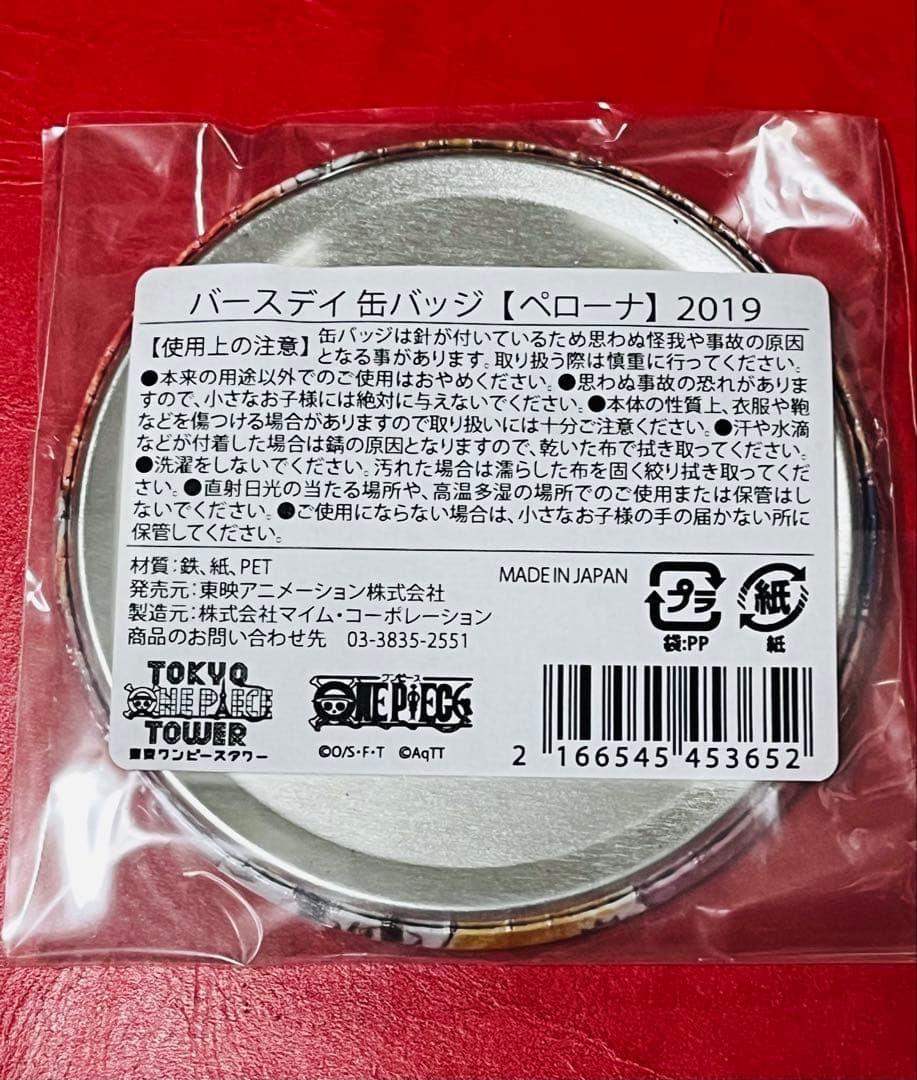 バースデイ 缶バッジ【ペローナ】2019
【使用上の注意】缶バッジは針が付いているため思わぬ怪我や事故の原因
となる事があります。取り扱う際は慎重に行ってください。
●本来の用途以外でのご使用はおやめください。●思わぬ事故の恐れがありま
すので、小さなお子様には絶対に与えないでください。●本体の性質上、衣服や鞄
などを傷つける場合がありますので取り扱いには十分ご注意ください。●汗や水滴
などが付着した場合は錆の原因となりますので、乾いた布で拭き取ってください。
●洗濯をしないでください。汚れた場合は濡らした布を固く絞り拭き取ってくだ
さい。●直射日光の当たる場所や、高温多湿の場所でのご使用または保管はし
ないでください。●ご使用にならない場合は、小さなお子様の手の届かない所に
保管してください。
材質：鉄、紙、PET
発売元：東映アニメーション株式会社
製造元：株式会社マイム・コーポレーション
商品のお問い合わせ先 03-3835-2551
MADE IN JAPAN
プラ
袋:PP
紙
紙
TOKYO
ONE PIECE
TOWER
東京ワンピースタワー
ワンピース
ONE PIECE
©O/S・F・T ©AqTT
2 166545 453652